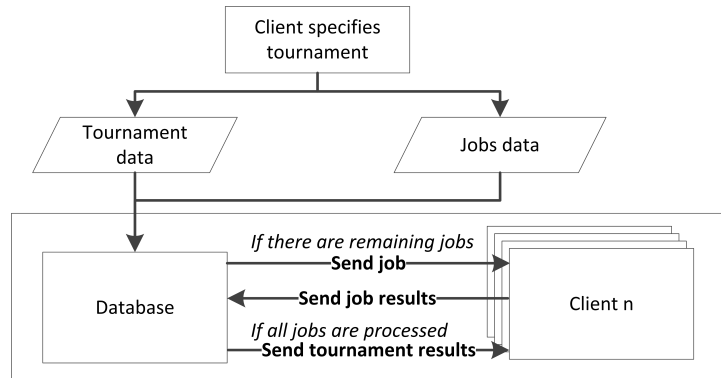 Client specifies
tournament
Tournament
data
Jobs data
If there are remaining jobs
Send job
Database
Send job results
Client n
If all jobs are processed
Send tournament results